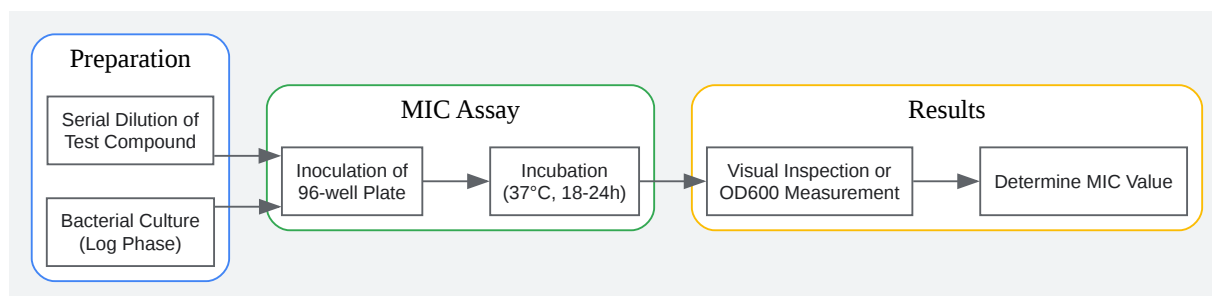 Preparation
Serial Dilution of
Test Compound
Bacterial Culture
(Log Phase)
MIC Assay
Inoculation of
96-well Plate
Incubation
(37°C, 18-24h)
Results
Visual Inspection or
OD600 Measurement
Determine MIC Value